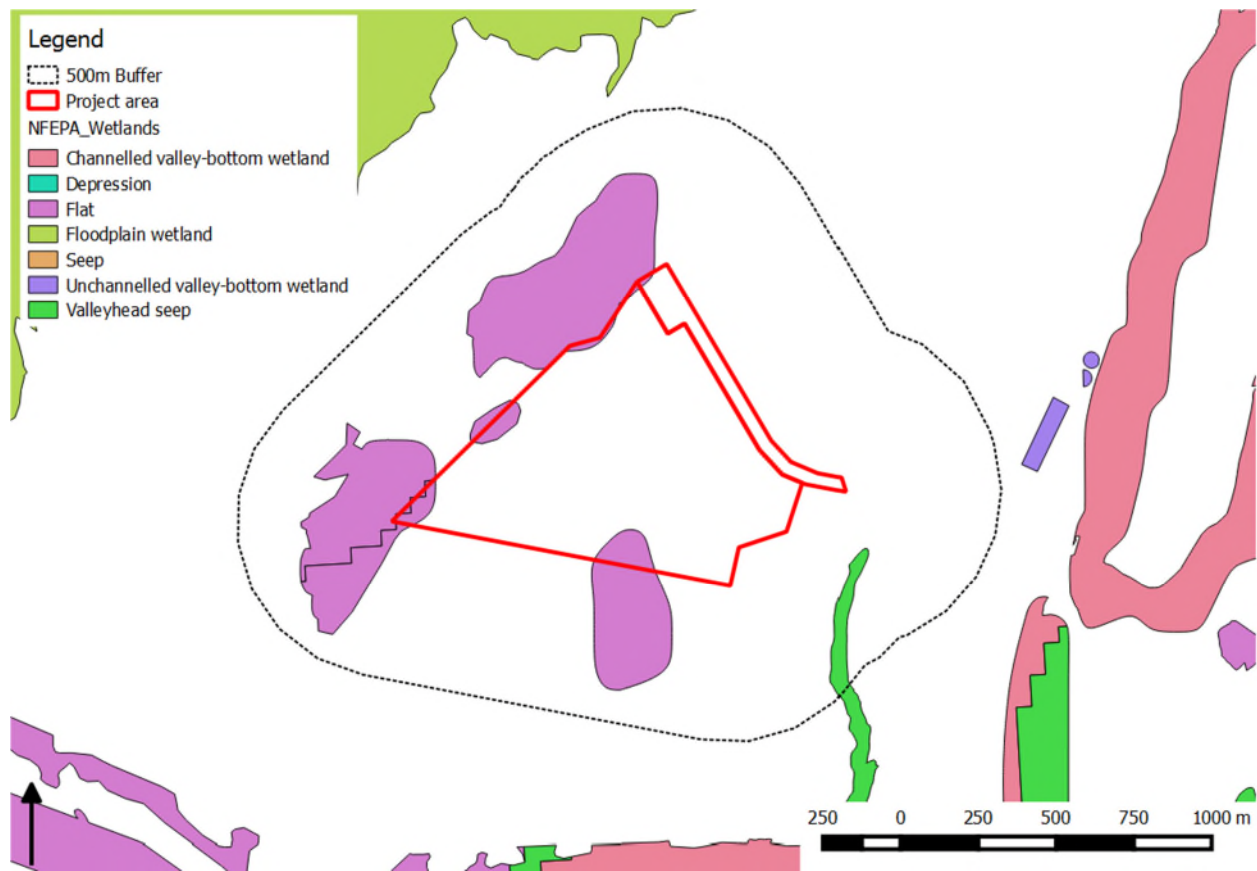 Legend
500m Buffer
Project area
NFEPA_Wetlands
Channelled valley-bottom wetland
Depression
Flat
Floodplain wetland
Seep
Unchannelled valley-bottom wetland
Valleyhead seep
250 0 250 500 750 1000 m